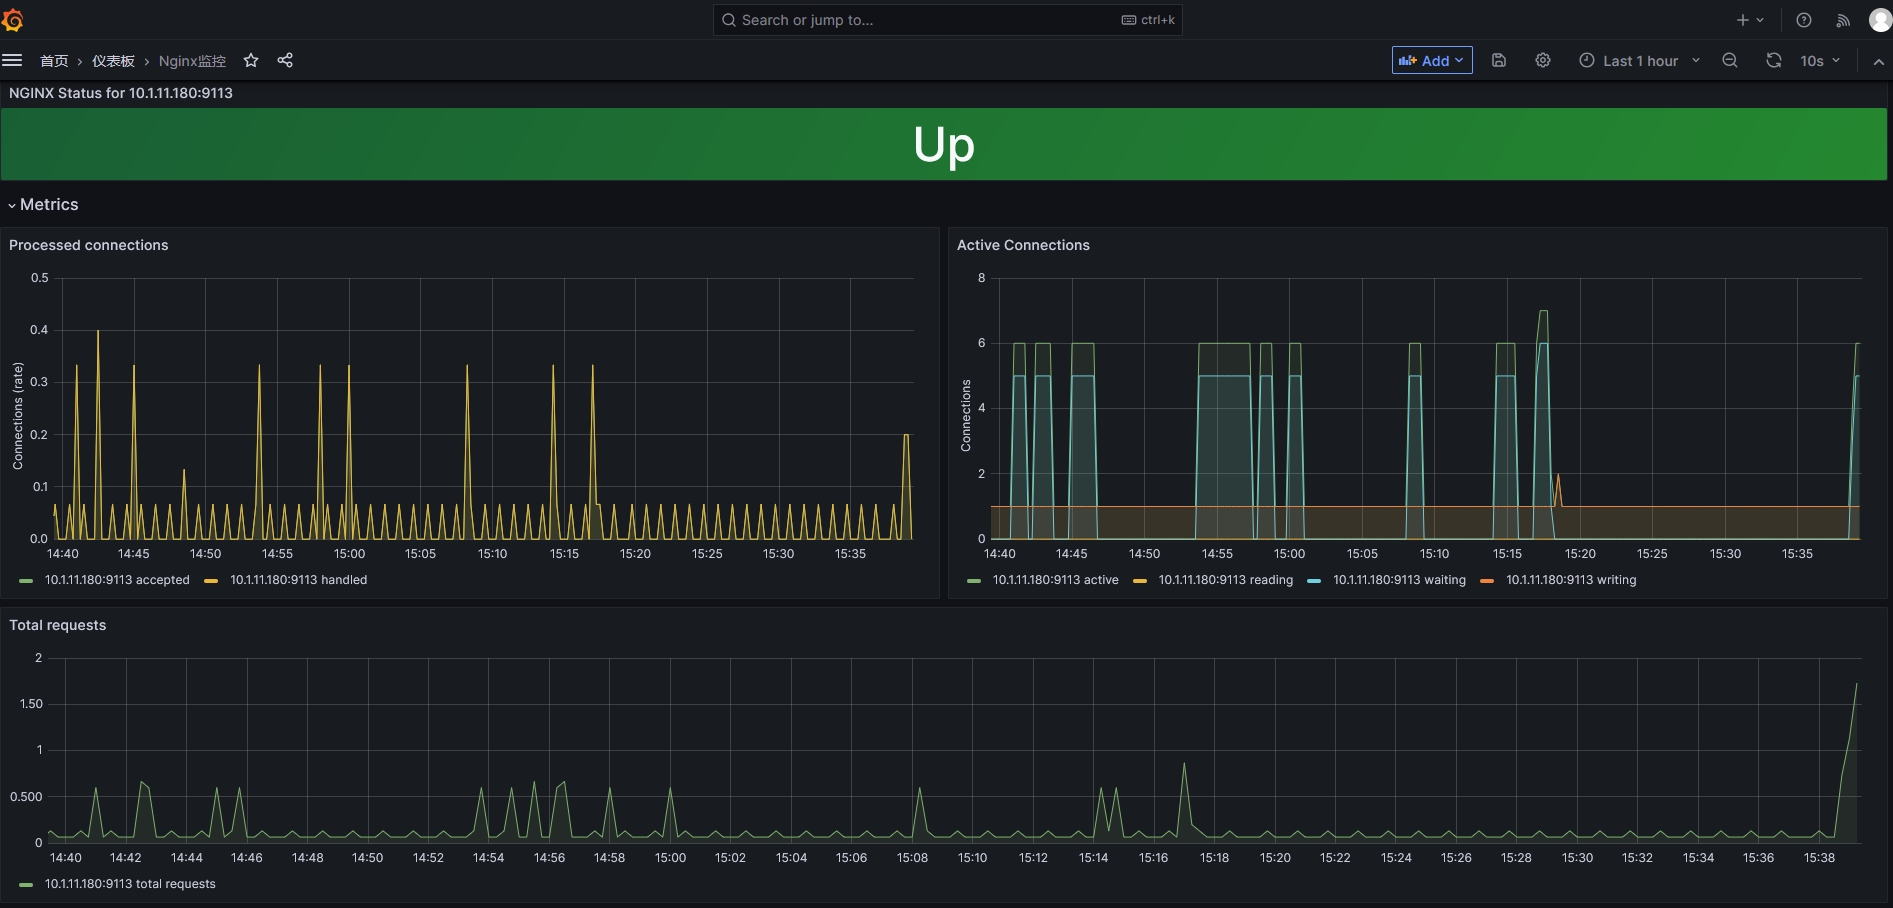 Search or jump to...
ctrl+k
首页 › 仪表板 › Nginx监控
Add
Last 1 hour
10s
NGINX Status for 10.1.11.180:9113
Up
Metrics
Processed connections
Connections (rate)
0.5
0.4
0.3
0.2
0.1
0.0
14:40 14:45 14:50 14:55 15:00 15:05 15:10 15:15 15:20 15:25 15:30 15:35
10.1.11.180:9113 accepted 10.1.11.180:9113 handled
Active Connections
Connections
8
6
4
2
0
14:40 14:45 14:50 14:55 15:00 15:05 15:10 15:15 15:20 15:25 15:30 15:35
10.1.11.180:9113 active 10.1.11.180:9113 reading 10.1.11.180:9113 waiting 10.1.11.180:9113 writing
Total requests
2
1.50
1
0.500
0
14:40 14:42 14:44 14:46 14:48 14:50 14:52 14:54 14:56 14:58 15:00 15:02 15:04 15:06 15:08 15:10 15:12 15:14 15:16 15:18 15:20 15:22 15:24 15:26 15:28 15:30 15:32 15:34 15:36 15:38
10.1.11.180:9113 total requests